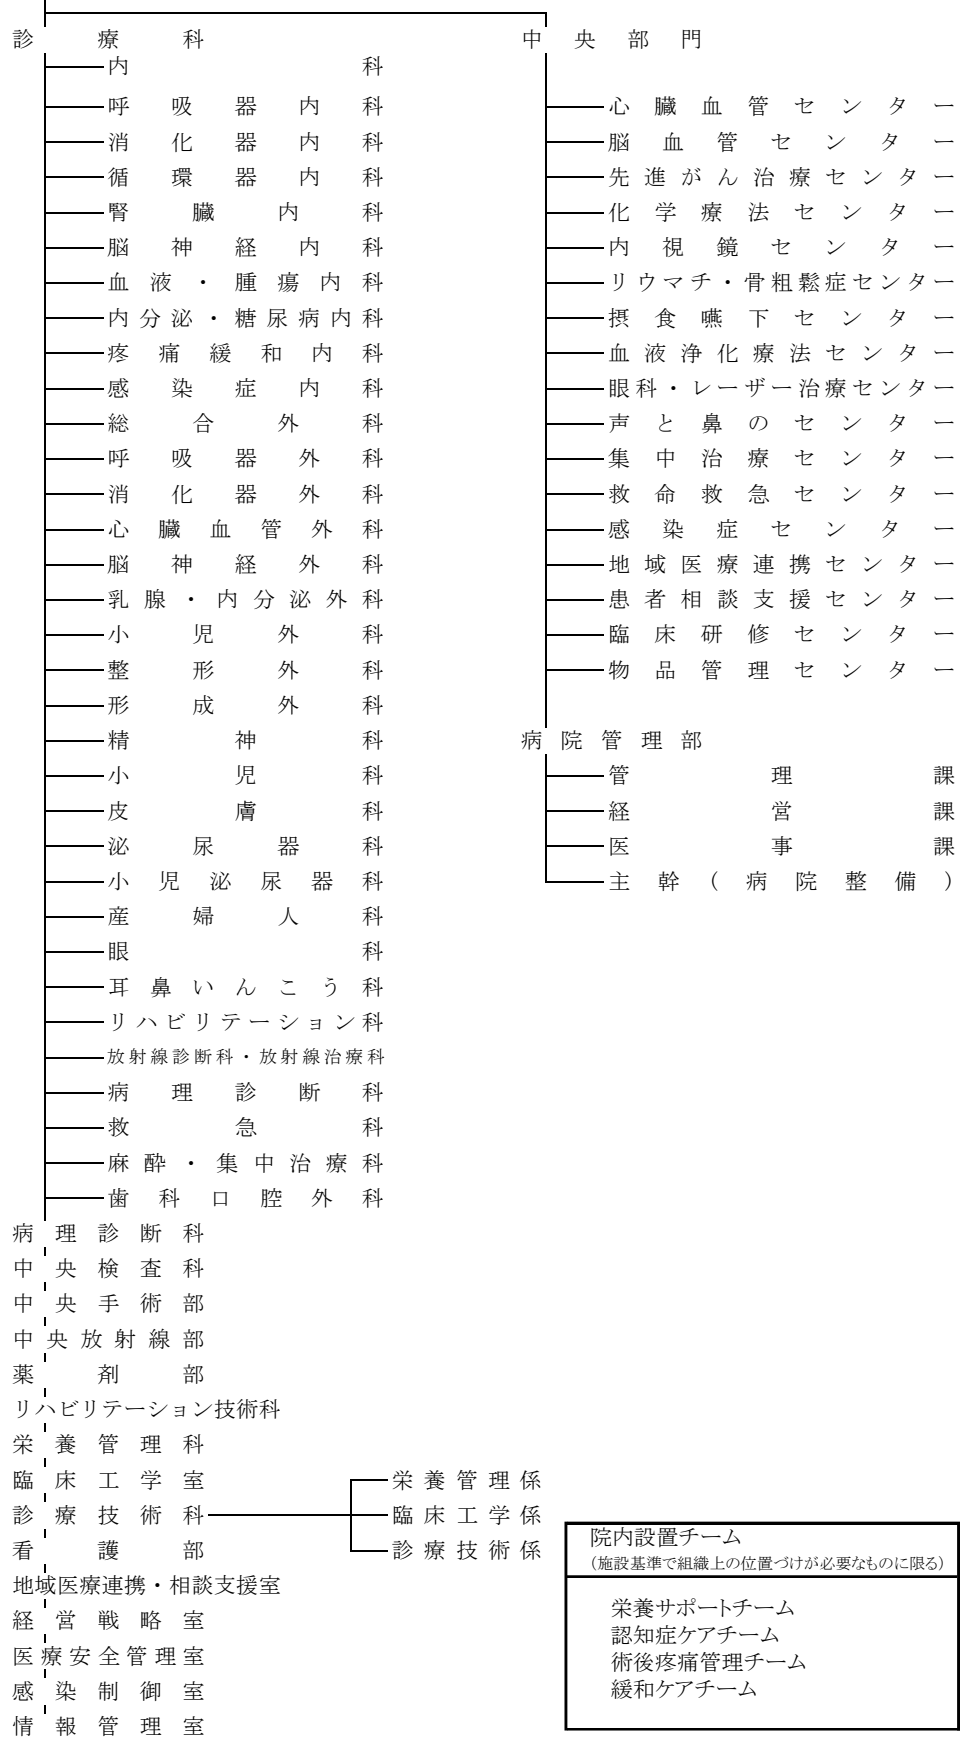 診療科
内科
呼吸器内科
消化器内科
循環器内科
腎臓内科
脳神経内科
血液・腫瘍内科
内分泌・糖尿病内科
疼痛緩和内科
感染症内科
総合外科
呼吸器外科
消化器外科
心臓血管外科
脳神経外科
乳腺・内分泌外科
小児外科
整形外科
形成外科
精神科
小児科
皮膚科
泌尿器科
小児泌尿器科
産婦人科
眼科
耳鼻いんこう科
リハビリテーション科
放射線診断科・放射線治療科
病理診断科
救急科
麻酔・集中治療科
歯科口腔外科
病理診断科
中央検査科
中央手術部
中央放射線部
薬剤部
リハビリテーション技術科
栄養管理科
臨床工学室
診療技術科
栄養管理係
臨床工学係
診療技術係
看護部
地域医療連携・相談支援室
経営戦略室
医療安全管理室
感染制御室
情報管理室
中央部門
心臓血管センター
脳血管センター
先進がん治療センター
化学療法センター
内視鏡センター
リウマチ・骨粗鬆症センター
摂食嚥下センター
血液浄化療法センター
眼科・レーザー治療センター
声と鼻のセンター
集中治療センター
救命救急センター
感染症センター
地域医療連携センター
患者相談支援センター
臨床研修センター
物品管理センター
病院管理部
管理課
経営課
医事課
主幹(病院整備)
院内設置チーム
(施設基準で組織上の位置づけが必要なものに限る)
栄養サポートチーム
認知症ケアチーム
術後疼痛管理チーム
緩和ケアチーム